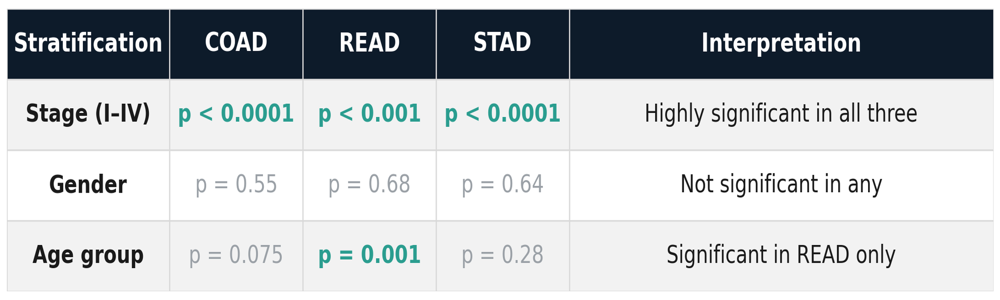 Stratification COAD READ STAD Interpretation
Stage (I–IV) p < 0.0001 p < 0.001 p < 0.0001 Highly significant in all three
Gender p = 0.55 p = 0.68 p = 0.64 Not significant in any
Age group p = 0.075 p = 0.001 p = 0.28 Significant in READ only